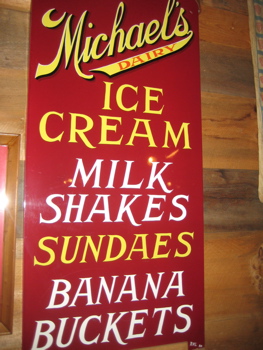 Michael's
DAIRY
ICE
CREAM
MILK
SHAKES
SUNDAES
BANANA
BUCKETS